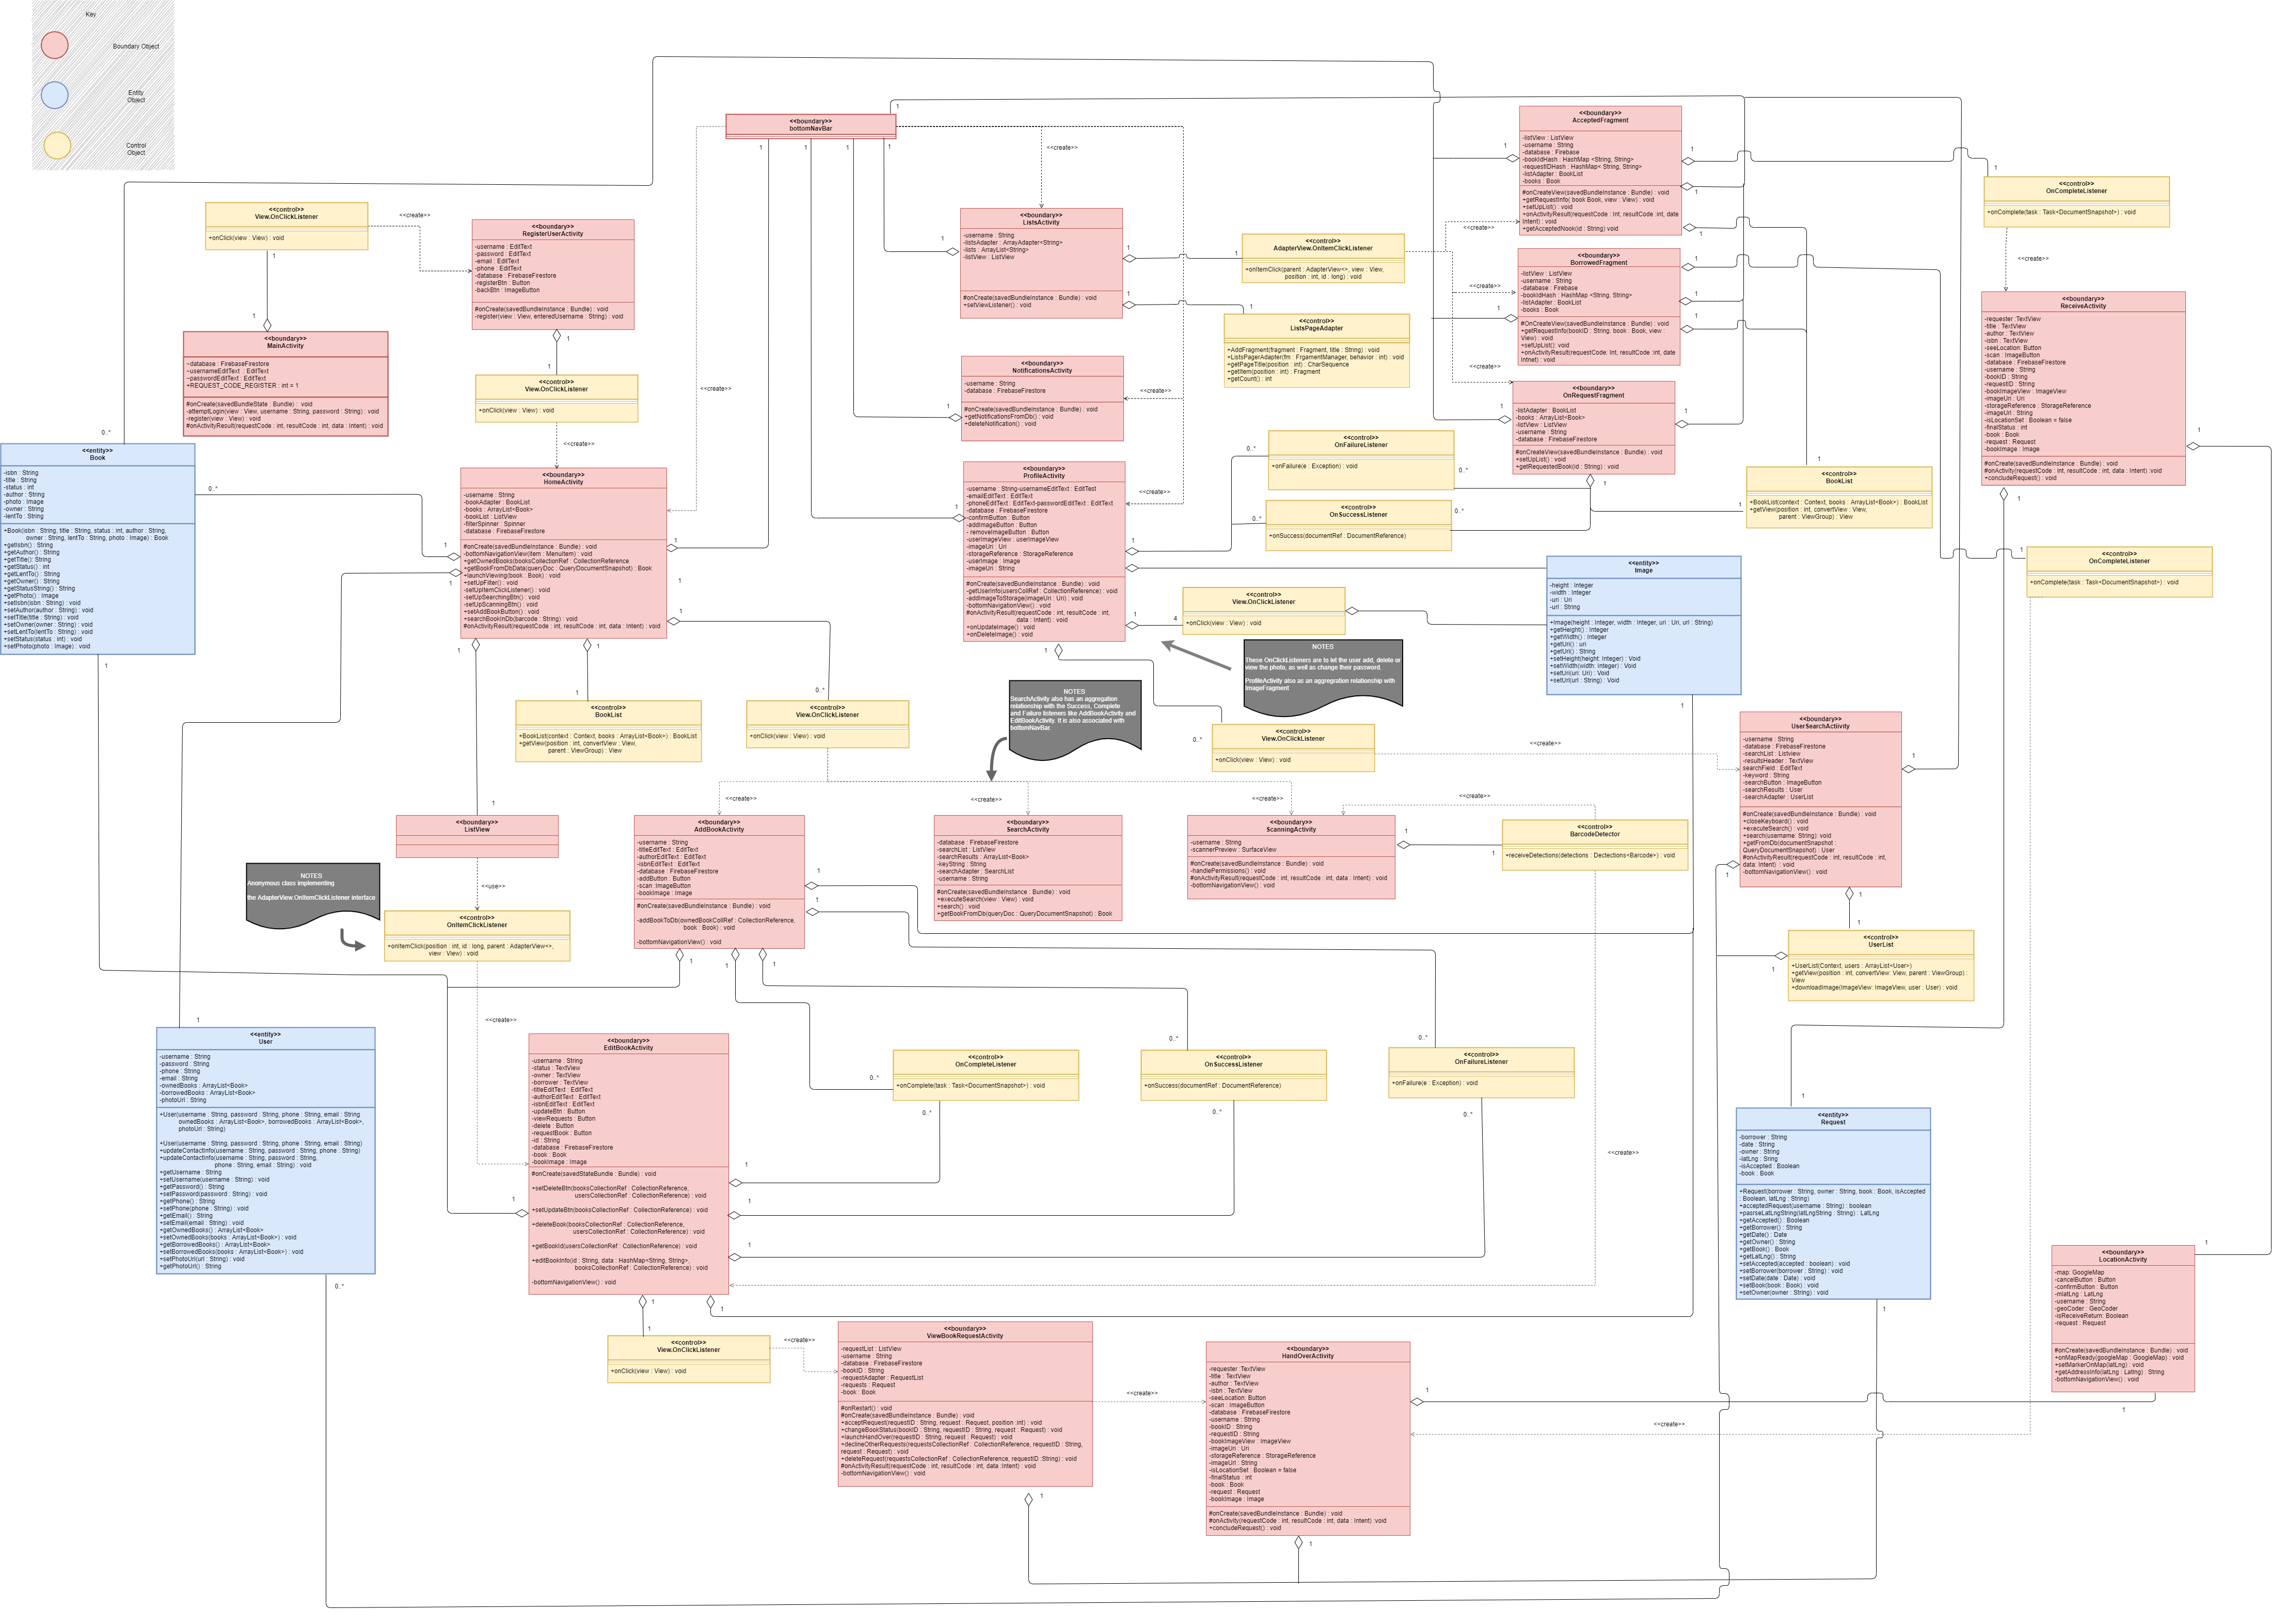 Key
Boundary Object
Entity
Object
Control
Object
<<boundary>>
bottomNavBar
<<control>>
View.OnClickListener
+onClick(view : View) : void
<<create>>
<<boundary>>
RegisterUserActivity
-username : EditText
-password : EditText
-email : EditText
-phone : EditText
-database : FirebaseFirestore
-registerBtn : Button
-backBtn : ImageButton
#onCreate(savedBundleInstance : Bundle) : void
-register(view : View, enteredUsername : String) : void
<<boundary>>
MainActivity
~database : FirebaseFirestore
~usernameEditText : EditText
~passwordEditText : EditText
+REQUEST_CODE_REGISTER : int = 1
#onCreate(savedBundleState : Bundle) : void
-attemptLogin(view : View, username : String, password : String) : void
-register(view : View) : void
#onActivityResult(requestCode : int, resultCode : int, data : Intent) : void
<<control>>
View.OnClickListener
+onClick(view : View) : void
<<create>>
<<boundary>>
ListsActivity
-username : String
-listsAdapter : ArrayAdapter<String>
-lists : ArrayList<String>
-listView : ListView
#onCreate(savedBundleInstance : Bundle) : void
+setViewListener() : void
<<create>>
<<control>>
AdapterView.OnItemClickListener
+onItemClick(parent : AdapterView<>, view : View,
position : int, id : long) : void
<<control>>
ListsPageAdapter
+AddFragment(fragment : Fragment, title : String) : void
+ListsPagerAdapter(fm : FrgamentManager, behavior : int) : void
+getPageTitle(position : int) : CharSequence
+getItem(position : int) : Fragment
+getCount() : int
<<boundary>>
AcceptedFragment
-listView : ListView
-username : String
-database : Firebase
-bookIdHash : HashMap <String, String>
-requestIDHash : HashMap< String, String>
-listAdapter : BookList
-books : Book
#onCreateView(savedBundleInstance : Bundle) : void
+getRequestInfo( book Book, view : View) : void
+setUpList() : void
+onActivityResult(requestCode : Int, resultCode :int, date
Intent) : void
+getAcceptedNook(id : String) void
<<boundary>>
BorrowedFragment
-listView : ListView
-username : String
-database : Firebase
-bookIdHash : HashMap <String, String>
-listAdapter : BookList
-books : Book
#OnCreateView(savedBundleInstance : Bundle) : void
+getRequestInfo(bookID : String, book : Book, view :
View) : void
+setUpList(): void
+onActivityResult(requestCode: Int, resultCode :int, date
Intnet) : void
<<boundary>>
OnRequestFragment
-listAdapter : BookList
-books : ArrayList<Book>
-listView : ListView
-username : String
-database : FirebaseFirestore
#onCreateView(savedBundleInstance : Bundle) : void
+setUpList() : void
+getRequestedBook(id : String) : void
<<control>>
OnCompleteListener
+onComplete(task : Task<DocumentSnapshot>) : void
<<create>>
<<boundary>>
ReceiveActivity
-requester :TextView
-title : TextView
-author : TextView
-isbn : TextView
-seeLocation: Button
-scan : ImageButton
-database : FirebaseFirestore
-username : String
-bookID : String
-requestID : String
-bookImageView : ImageView
-imageUri : Uri
-storageReference : StorageReference
-imageUrl : String
-isLocationSet : Boolean = false
-finalStatus : int
-book : Book
-request : Request
-bookImage : Image
#onCreate(savedBundleInstance : Bundle) : void
#onActivity(requestCode : int, resultCode : int, data : Intent) :void
+concludeRequest() : void
<<boundary>>
NotificationsActivity
-username : String
-database : FirebaseFirestore
#onCreate(savedBundleInstance : Bundle) : void
+getNotificationsFromDb() : void
+deleteNotification() : void
<<entity>>
Book
-isbn : String
-title : String
-status : int
-author : String
-photo : Image
-owner : String
-lentTo : String
+Book(isbn : String, title : String, status : int, author : String,
owner : String, lentTo : String, photo : Image) : Book
+getIsbn() : String
+getAuthor() : String
+getTitle() : String
+getStatus() : int
+getLentTo() : String
+getOwner() : String
+getStatusString() : String
+getPhoto() : Image
+setIsbn(isbn : String) : void
+setAuthor(author : String) : void
+setTitle(title : String) : void
+setOwner(owner : String) : void
+setLentTo(lentTo : String) : void
+setStatus(status : int) : void
+setPhoto(photo : Image) : void
<<boundary>>
HomeActivity
-username : String
-bookAdapter : BookList
-books : ArrayList<Book>
-bookList : ListView
-filterSpinner : Spinner
-database : FirebaseFirestore
#onCreate(savedBundleInstance : Bundle) : void
-bottomNavigationView(item : MenuItem) : void
+getOwnedBooks(booksCollectionRef : CollectionReference
+getBookFromDbData(queryDoc : QueryDocumentSnapshot) : Book
+launchViewing(book : Book) : void
+setUpFilter() : void
-setUpItemClickListener() : void
-setUpSearchingBtn() : void
-setUpScanningBtn() : void
+setAddBookButton() : void
+searchBookInDb(barcode : String) : void
#onActivityResult(requestCode : int, resultCode : int, data : Intent) : void
<<boundary>>
ProfileActivity
-username : String-usernameEditText : EditTest
-emailEditText : EditText
-phoneEditText : EditText-passwordEditText : EditText
-database : FirebaseFirestore
-confirmButton : Button
-addImageButton : Button
- removeImageButton : Button
-userImageView : userImageView
-imageUri : Uri
-storageReference : StorageReference
-userImage : Image
-imageUri : String
#onCreate(savedBundleInstance : Bundle) : void
-getUserInfo(usersCollRef : CollectionReference) : void
-addImageToStorage(imageUri : Uri) : void
-bottomNavigationView() : void
#onActivityResult(requestCode : int, resultCode : int,
data : Intent) : void
+onUpdateImage() : void
+onDeleteImage() : void
<<control>>
OnFailureListener
+onFailure(e : Exception) : void
<<control>>
OnSuccessListener
+onSuccess(documentRef : DocumentReference)
<<control>>
BookList
+BookList(context : Context, books : ArrayList<Book>) : BookList
+getView(position : int, convertView : View,
parent : ViewGroup) : View
<<control>>
OnCompleteListener
+onComplete(task : Task<DocumentSnapshot>) : void
<<entity>>
Image
-height : Integer
-width : Integer
-uri : Uri
-url : String
+Image(height : Integer, width : Integer, uri : Uri, url : String)
+getHeight() : Integer
+getWidth() : Integer
+getUri() : uri
+getUrl() : String
+setHeight(height: Integer) : Void
+setWidth(width: Integer) : Void
+setUri(uri: Uri) : Void
+setUrl(url : String) : Void
<<control>>
View.OnClickListener
+onClick(view : View) : void
NOTES
These OnClickListeners are to let the user add, delete or
view the photo, as well as change their password.
ProfileActivity also as an aggregration relationship with
ImageFragment
NOTES
SearchActivity also has an aggregation
relationship with the Success, Complete
and Failure listeners like AddBookActivity and
EditBookActivity. It is also associated with
bottomNavBar.
<<control>>
BookList
+BookList(context : Context, books : ArrayList<Book>) : BookList
+getView(position : int, convertView : View,
parent : ViewGroup) : View
<<control>>
View.OnClickListener
+onClick(view : View) : void
<<control>>
View.OnClickListener
+onClick(view : View) : void
<<create>>
<<boundary>>
UserSearchActiivity
-username : String
-database : FirebaseFirestone
-searchList : Listview
-resultsHeader : TextView
searchField : EditText
-keyword : String
-searchButton : ImageButton
-searchResults : User
-searchAdapter : UserList
#onCreate(savedBundleInstance : Bundle) : void
+closeKeyboard() : void
+executeSearch() : void
+search(username: String): void
+getFromDb(documentSnapshot :
QueryDocumentSnapshot) : User
#onActivityResult(requestCode : int, resultCode : int,
data: Intent) : void
-bottomNavigationView() : void
<<boundary>>
ListView
<<use>>
NOTES
Anonymous class implementing
the AdapterView.OnItemClickListener interface
<<control>>
OnItemClickListener
+onItemClick(position : int, id : long, parent : AdapterView<>,
view : View) : void
<<boundary>>
AddBookActivity
-username : String
-titleEditText : EditText
-authorEditText : EditText
-isbnEditText : EditText
-database : FirebaseFirestore
-addButton : Button
-scan :ImageButton
-bookImage : Image
#onCreate(savedBundleInstance : Bundle) : void
-addBookToDb(ownedBookCollRef : CollectionReference,
book : Book) : void
-bottomNavigationView() : void
<<boundary>>
SearchActivity
-database : FirebaseFirestore
-searchList : ListView
-searchResults : ArrayList<Book>
-keyString : String
-searchAdapter : SearchList
-username : String
#onCreate(savedBundleInstance : Bundle) : void
+executeSearch(view : View) : void
+search() : void
+getBookFromDb(queryDoc : QueryDocumentSnapshot) : Book
<<boundary>>
ScanningActivity
-username : String
-scannerPreview : SurfaceView
#onCreate(savedBundleInstance : Bundle) : void
-handlePermissions() : void
#onActivityResult(requestCode : int, resultCode : int, data : Intent) : void
-bottomNavigationView() : void
<<control>>
BarcodeDetector
+receiveDetections(detections : Dectections<Barcode>) : void
<<control>>
UserList
+UserList(Context, users : ArrayList<User>)
+getView(position : int, convertView: View, parent : ViewGroup) :
View
+downloadImage(ImageView: ImageView, user : User) : void
<<entity>>
User
-username : String
-password : String
-phone : String
-email : String
-ownedBooks : ArrayList<Book>
-borrowedBooks : ArrayList<Book>
-photoUrl : String
+User(username : String, password : String, phone : String, email : String
ownedBooks : ArrayList<Book>, borrowedBooks : ArrayList<Book>,
photoUrl : String)
+User(username : String, password : String, phone : String, email : String)
+updateContactInfo(username : String, password : String, phone : String)
+updateContactInfo(username : String, password : String,
phone : String, email : String) : void
+getUsername : String
+setUsername(username : String) : void
+getPassword() : String
+setPassword(password : String) : void
+getPhone() : String
+setPhone(phone : String) : void
+getEmail() : String
+setEmail(email : String) : void
+getOwnedBooks() : ArrayList<Book>
+setOwnedBooks(books : ArrayList<Book>) : void
+getBorrowedBooks() : ArrayList<Book>
+setBorrowedBooks(books : ArrayList<Book>) : void
+setPhotoUrl(url : String) : void
+getPhotoUrl() : String
<<boundary>>
EditBookActivity
-username : String
-status : TextView
-owner : TextView
-borrower : TextView
-titleEditText : EditText
-authorEditText : EditText
-isbnEditText : EditText
-updateBtn : Button
-viewRequests : Button
-delete : Button
-requestBook : Button
-id : String
-database : FirebaseFirestore
-book : Book
-bookImage : Image
#onCreate(savedStateBundle : Bundle) : void
+setDeleteBtn(booksCollectionRef : CollectionReference,
usersCollectionRef : CollectionReference) : void
+setUpdateBtn(booksCollectionRef : CollectionReference) : void
+deleteBook(booksCollectionRef : CollectionReference,
usersCollectionRef : CollectionReference) : void
+getBookId(usersCollectionRef : CollectionReference) : void
+editBookInfo(id : String, data : HashMap<String, String>,
booksCollectionRef : CollectionReference) : void
-bottomNavigationView() : void
<<control>>
OnCompleteListener
+onComplete(task : Task<DocumentSnapshot>) : void
<<control>>
OnSuccessListener
+onSuccess(documentRef : DocumentReference)
<<control>>
OnFailureListener
+onFailure(e : Exception) : void
<<entity>>
Request
-borrower : String
-date : String
-owner : String
-latLng : Sring
-isAccepted : Boolean
-book : Book
+Request(borrower : String, owner : String, book : Book, isAccepted
: Boolean, latLng : String)
+acceptedRequest(username : String) : boolean
+pasrseLatLngString(latLngString : String) : LatLng
+getAccepted() : Boolean
+getBorrower() : String
+getDate() : Date
+getOwner() : String
+getBook() : Book
+getLatLng() : String
+setAccepted(accepted : boolean) : void
+setBorrower(borrower : String) : void
+setDate(date : Date) : void
+setBook(book : Book) : void
+setOwner(owner : String) : void
<<boundary>>
LocationActivity
-map: GoogleMap
-cancelButton : Button
-confirmButton : Button
-mlatLng : LatLng
-username : String
-geoCoder : GeoCoder
-isReceiveReturn: Boolean
-request : Request
#onCreate(savedBundleInstance : Bundle) : void
+onMapReady(googleMap : GoogleMap) : void
+setMarkerOnMap(latLng) : void
+getAddressInfo(latLng : Latlng) : String
-bottomNavigationView() : void
<<control>>
View.OnClickListener
+onClick(view : View) : void
<<create>>
<<boundary>>
ViewBookRequestActivity
-requestList : ListView
-username : String
-database : FirebaseFirestore
-bookID : String
-requestAdapter : RequestList
-requests : Request
-book : Book
#onRestart() : void
#onCreate(savedBundleInstance : Bundle) : void
+acceptRequest(requestID : String, request : Request, position :int) : void
+changeBookStatus(bookID : String, requestID : String, request : Request) : void
+launchHandOver(requestID : String, request : Request) : void
+declineOtherRequests(requestsCollectionRef : CollectionReference, requestID : String,
request : Request) : void
+deleteRequest(requestsCollectionRef : CollectionReference, requestID :String) : void
#onActivityResult(requestCode : int, resultCode : int, data :Intent) : void
-bottomNavigationView() : void
<<create>>
<<boundary>>
HandOverActivity
-requester :TextView
-title : TextView
-author : TextView
-isbn : TextView
-seeLocation: Button
-scan : ImageButton
-database : FirebaseFirestore
-username : String
-bookID : String
-requestID : String
-bookImageView : ImageView
-imageUri : Uri
-storageReference : StorageReference
-imageUrl : String
-isLocationSet : Boolean = false
-finalStatus : int
-book : Book
-request : Request
-bookImage : Image
#onCreate(savedBundleInstance : Bundle) : void
#onActivity(requestCode : int, resultCode : int, data : Intent) :void
+concludeRequest() : void
<<create>>